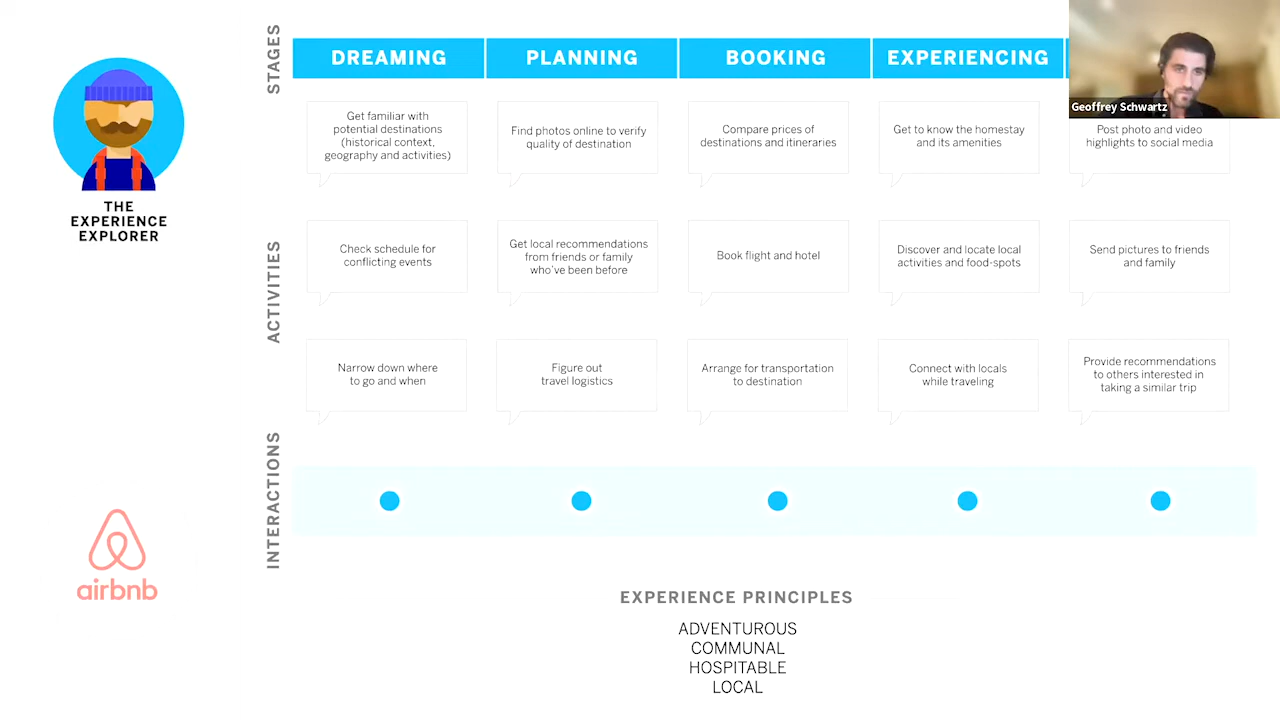 STAGES
DREAMING
PLANNING
BOOKING
EXPERIENCING
Geoffrey Schwartz
THE
EXPERIENCE
EXPLORER
ACTIVITIES
Get familiar with
potential destinations
(historical context,
geography and activities)
Find photos online to verify
quality of destination
Compare prices of
destinations and itineraries
Get to know the homestay
and its amenities
Post photo and video
highlights to social media
Check schedule for
conflicting events
Get local recommendations
from friends or family
who've been before
Book flight and hotel
Discover and locate local
activities and food-spots
Send pictures to friends
and family
Narrow down where
to go and when
Figure out
travel logistics
Arrange for transportation
to destination
Connect with locals
while traveling
Provide recommendations
to others interested in
taking a similar trip
INTERACTIONS
airbnb
EXPERIENCE PRINCIPLES
ADVENTUROUS
COMMUNAL
HOSPITABLE
LOCAL